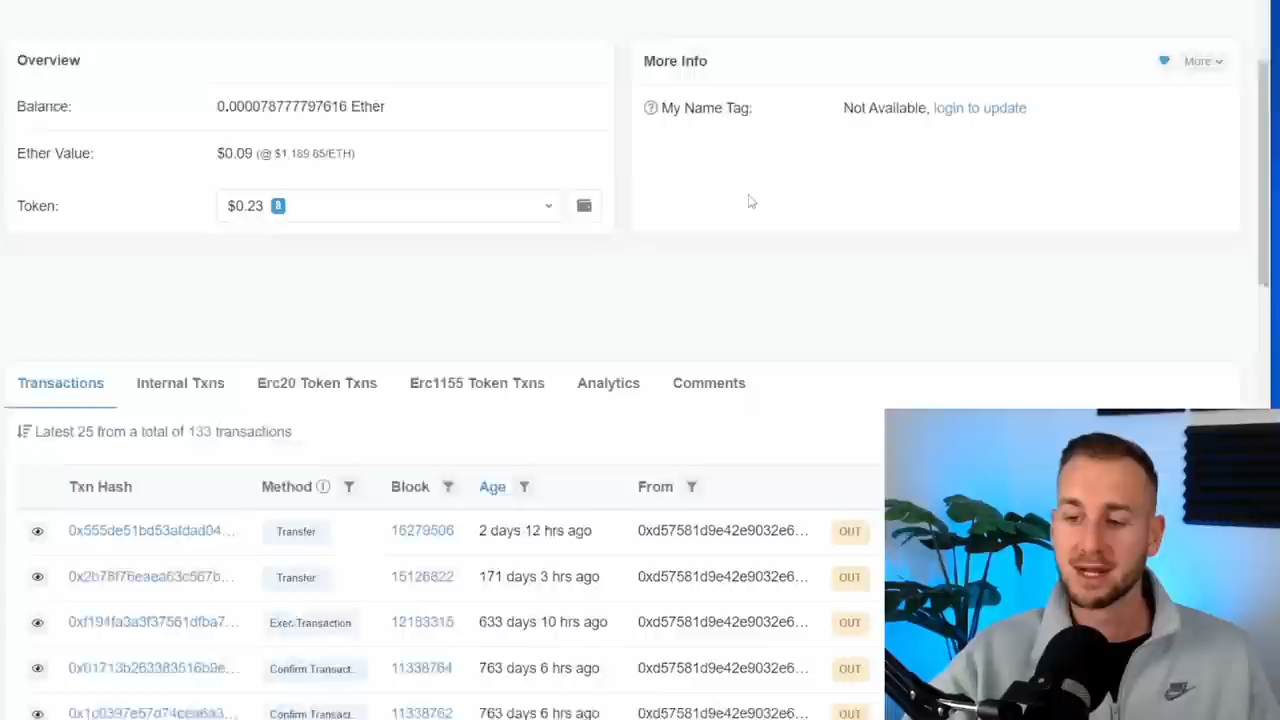 Overview
More Info
More
Balance:
0.000078777797616 Ether
My Name Tag:
Not Available, login to update
Ether Value:
$0.09 (@ $1,189.85/ETH)
Token:
$0.23
Transactions
Internal Txns
Erc20 Token Txns
Erc1155 Token Txns
Analytics
Comments
Latest 25 from a total of 133 transactions
Txn Hash
Method
Block
Age
From
Transfer
16279506
2 days 12 hrs ago
0xd57581d9e42e9032e6...
OUT
Transfer
15126822
171 days 3 hrs ago
0xd57581d9e42e9032e6...
OUT
Exec Transaction
12183315
633 days 10 hrs ago
0xd57581d9e42e9032e6...
OUT
Confirm Transact..
11338764
763 days 6 hrs ago
0xd57581d9e42e9032e6...
OUT
Confirm Transact..
11338762
763 days 6 hrs ago
0xd57581d9e42e9032e6...
OUT